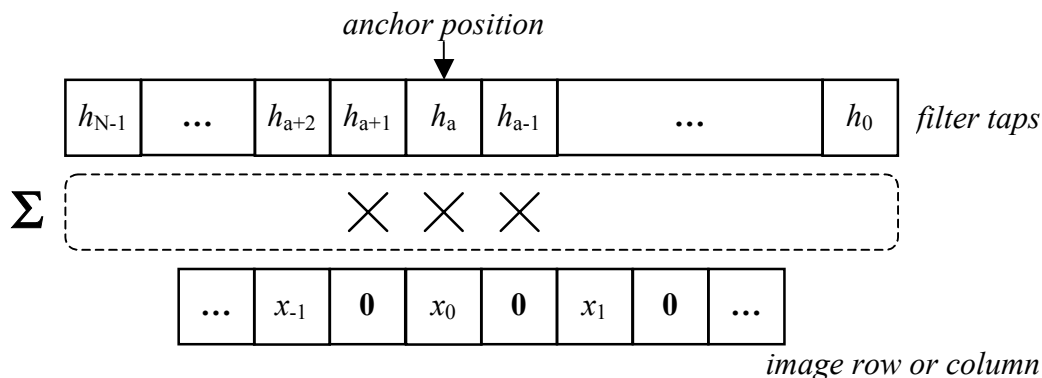 anchor position
h_{N-1} ... h_{a+2} h_{a+1} h_a h_{a-1} ... h_0 filter taps
Σ
... x_{-1} 0 x_0 0 x_1 0 ...
image row or column